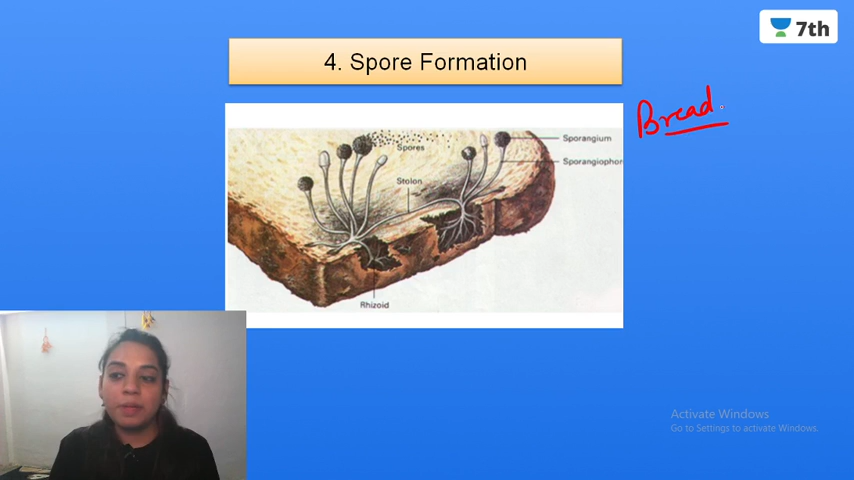 7th
4. Spore Formation
Bread
Sporangium
Spores
Sporangiophor
Stolon
Rhizoid
Activate Windows
Go to Settings to activate Windows.